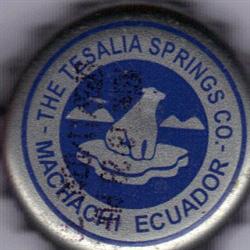 - THE TESALIA SPRINGS CO -
MACHACHI ECUADOR